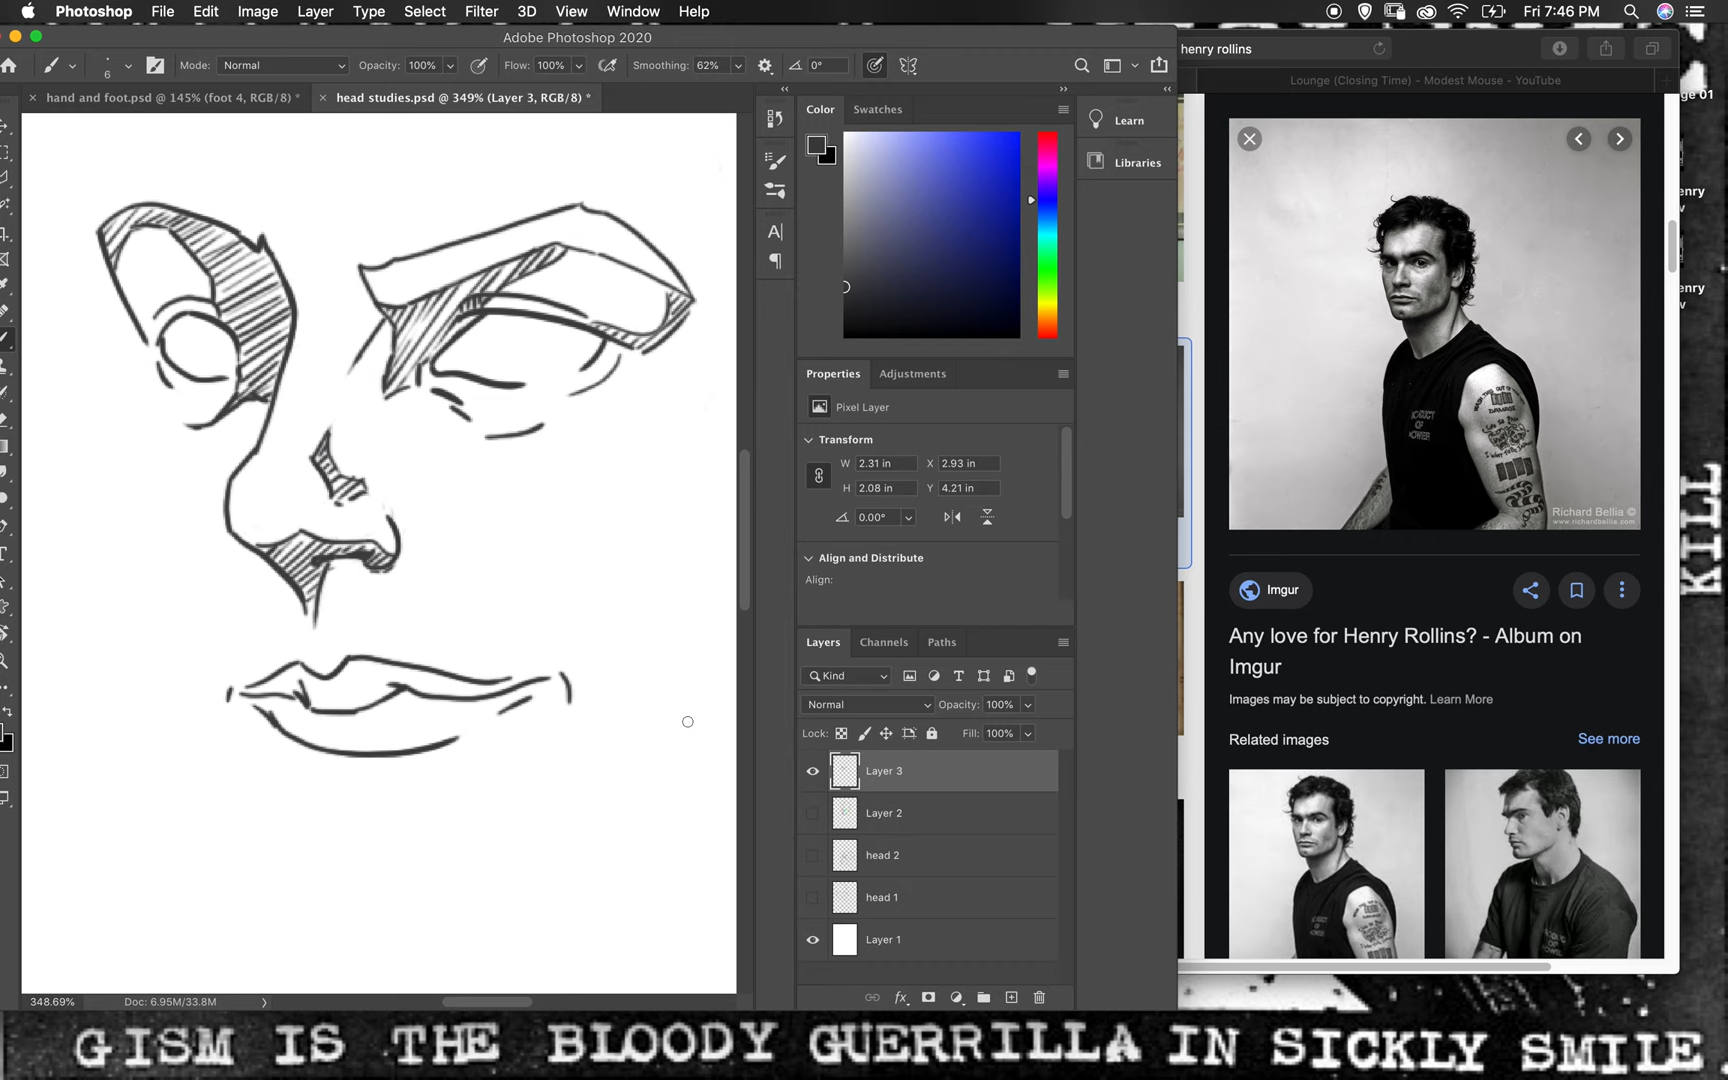 Photoshop File Edit Image Layer Type Select Filter 3D View Window Help Fri 7:46 PM
Adobe Photoshop 2020
henry rollins
6 Mode: Normal Opacity: 100% Flow: 100% Smoothing: 62% 0°
Lounge (Closing Time) - Modest Mouse - YouTube
hand and foot.psd @ 145% (foot 4, RGB/8) * head studies.psd @ 349% (Layer 3, RGB/8) *
Color Swatches
Learn
Libraries
Properties Adjustments
Pixel Layer
Transform
W 2.31 in X 2.93 in
H 2.08 in Y 4.21 in
0.00°
Align and Distribute
Align:
Layers Channels Paths
Kind
Normal Opacity: 100%
Lock: Fill: 100%
Layer 3
Layer 2
head 2
head 1
Layer 1
348.69% Doc: 6.95M/33.8M
Richard Bellia ©
www.richardbellia.com
Imgur
Any love for Henry Rollins? - Album on
Imgur
Images may be subject to copyright. Learn More
Related images See more
KILL
GISM IS THE BLOODY GUERRILLA IN SICKLY SMILE